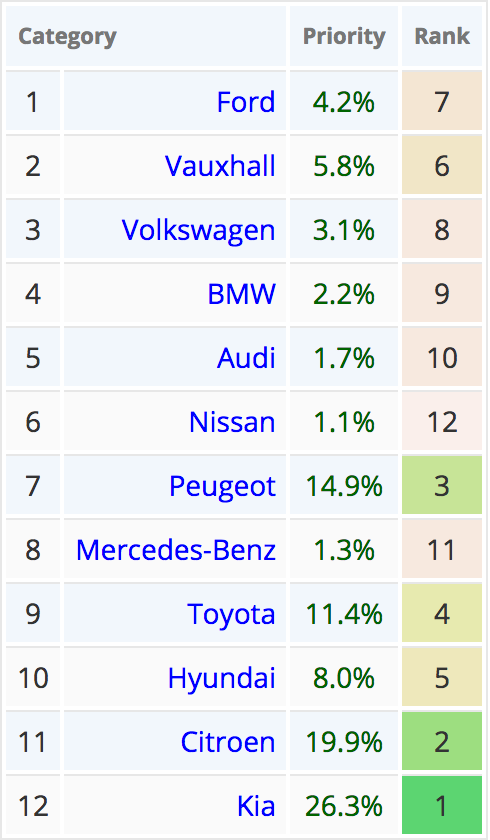 Category Priority Rank
1 Ford 4.2% 7
2 Vauxhall 5.8% 6
3 Volkswagen 3.1% 8
4 BMW 2.2% 9
5 Audi 1.7% 10
6 Nissan 1.1% 12
7 Peugeot 14.9% 3
8 Mercedes-Benz 1.3% 11
9 Toyota 11.4% 4
10 Hyundai 8.0% 5
11 Citroen 19.9% 2
12 Kia 26.3% 1